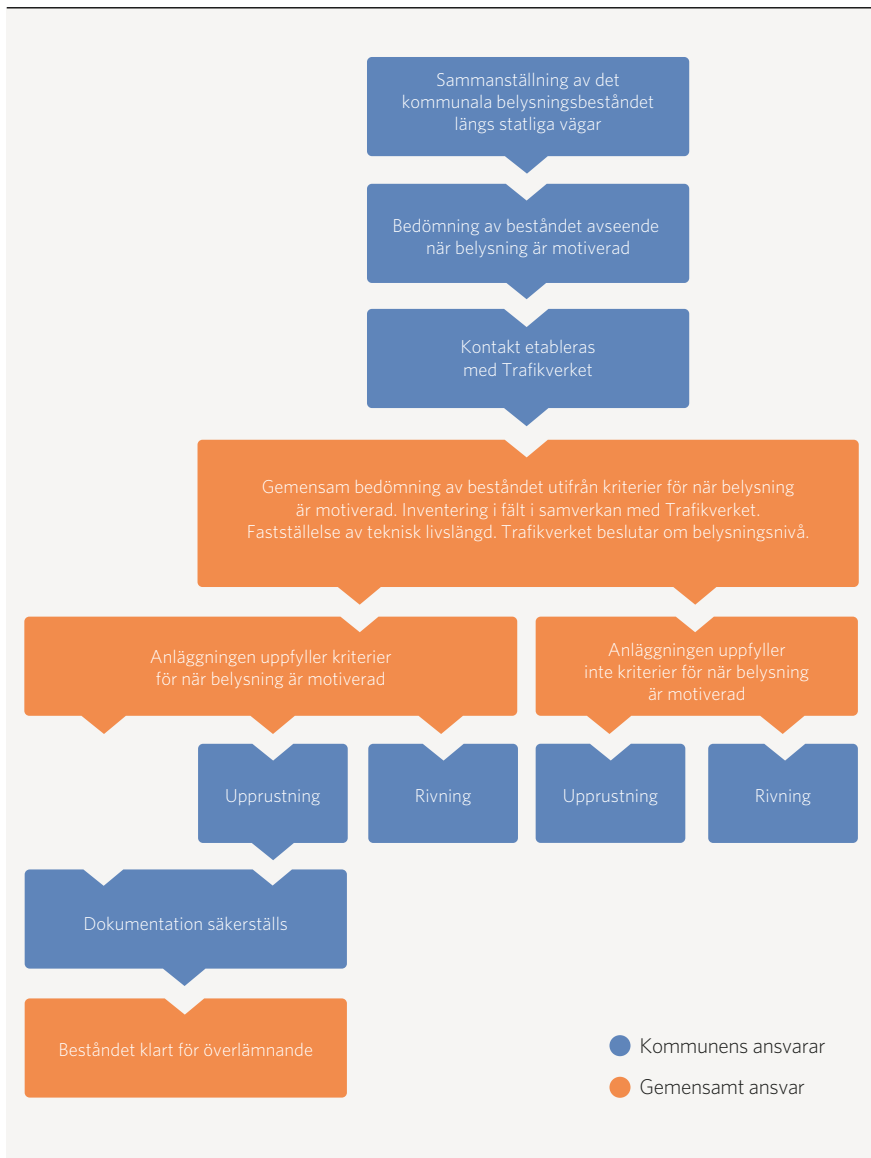 Sammanställning av det
kommunala belysningsbeståndet
längs statliga vägar
Bedömning av beståndet avseende
när belysning är motiverad
Kontakt etableras
med Trafikverket
Gemensam bedömning av beståndet utifrån kriterier för när belysning
är motiverad. Inventering i fält i samverkan med Trafikverket.
Fastställelse av teknisk livslängd. Trafikverket beslutar om belysningsnivå.
Anläggningen uppfyller kriterier
för när belysning är motiverad
Anläggningen uppfyller
inte kriterier för när belysning
är motiverad
Upprustning
Rivning
Upprustning
Rivning
Dokumentation säkerställs
Beståndet klart för överlämnande
Kommunens ansvarar
Gemensamt ansvar